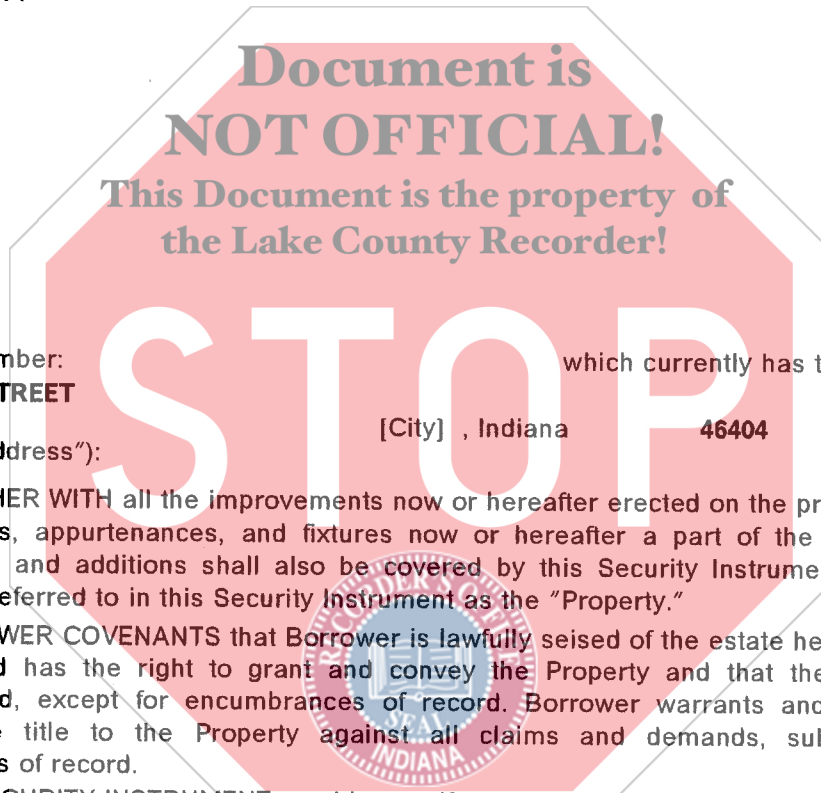 Document is
NOT OFFICIAL!
This Document is the property of
the Lake County Recorder!
STOP
mber: which currently has t
TREET
[City] , Indiana 46404
ddress"):
HER WITH all the improvements now or hereafter erected on the pr
s, appurtenances, and fixtures now or hereafter a part of the
and additions shall also be covered by this Security Instrume
eferred to in this Security Instrument as the "Property."
WER COVENANTS that Borrower is lawfully seised of the estate he
d has the right to grant and convey the Property and that the
d, except for encumbrances of record. Borrower warrants and
title to the Property against all claims and demands, sub
s of record.
RECORDER'S OFFICE
SEAL
INDIANA